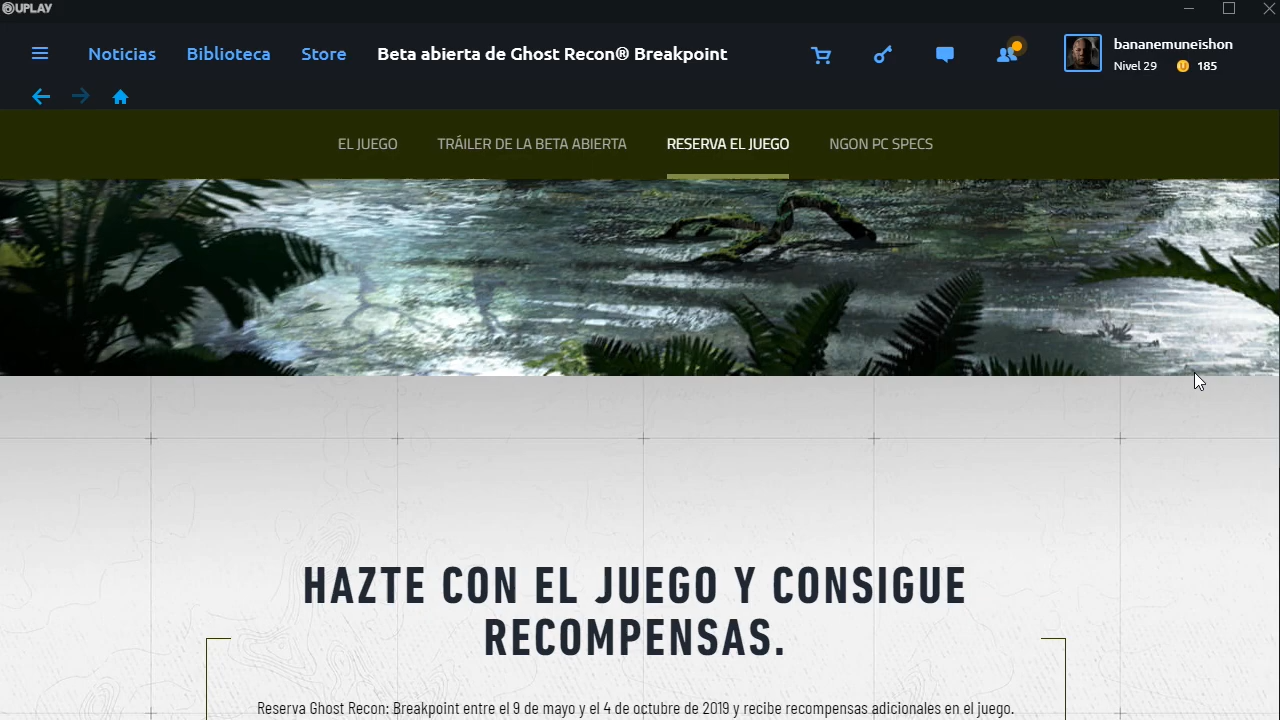 UPLAY
Noticias Biblioteca Store Beta abierta de Ghost Recon® Breakpoint
bananemuneishon
Nivel 29 185
EL JUEGO TRÁILER DE LA BETA ABIERTA RESERVA EL JUEGO NGON PC SPECS
HAZTE CON EL JUEGO Y CONSIGUE
RECOMPENSAS.
Reserva Ghost Recon: Breakpoint entre el 9 de mayo y el 4 de octubre de 2019 y recibe recompensas adicionales en el juego.